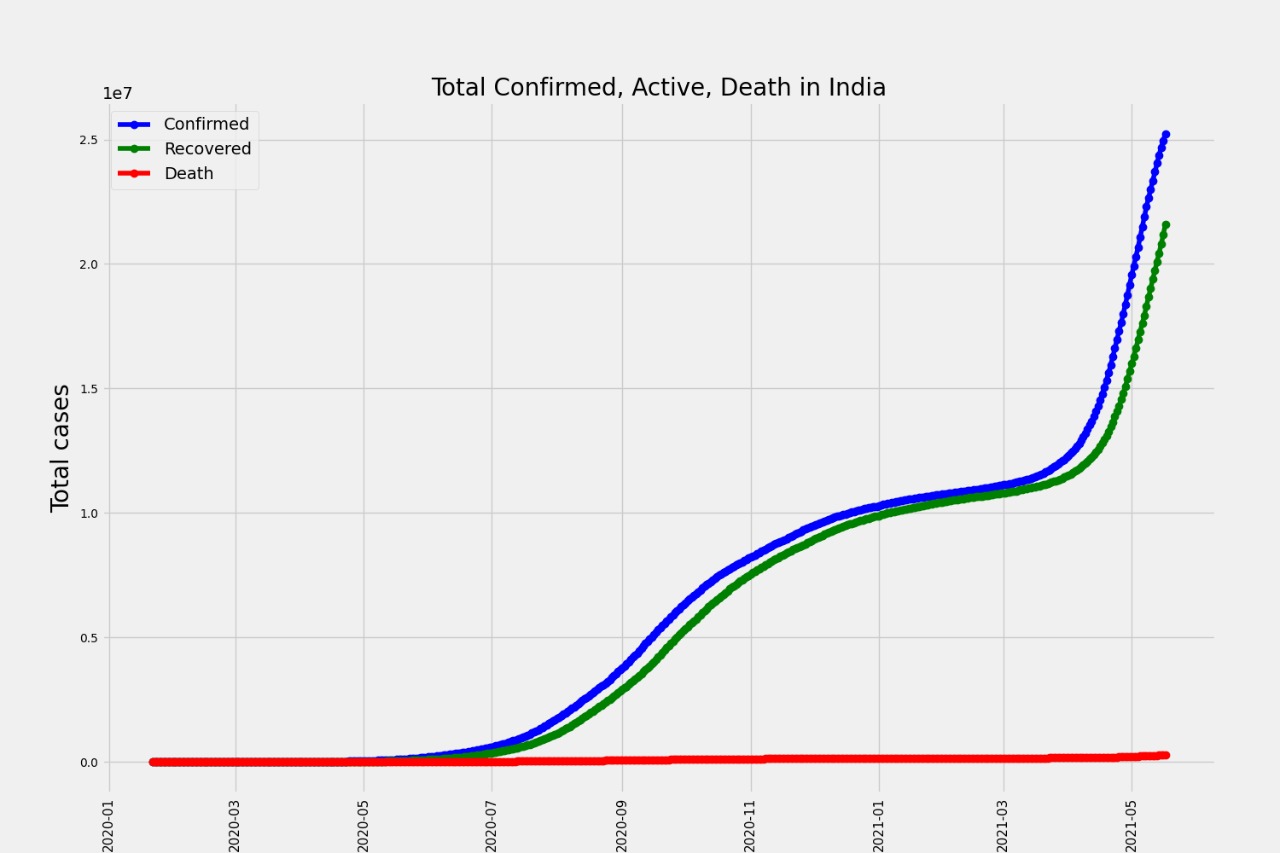 Total Confirmed, Active, Death in India
1e7
Confirmed
Recovered
Death
Total cases
2.5
2.0
1.5
1.0
0.5
0.0
2020-01
2020-03
2020-05
2020-07
2020-09
2020-11
2021-01
2021-03
2021-05